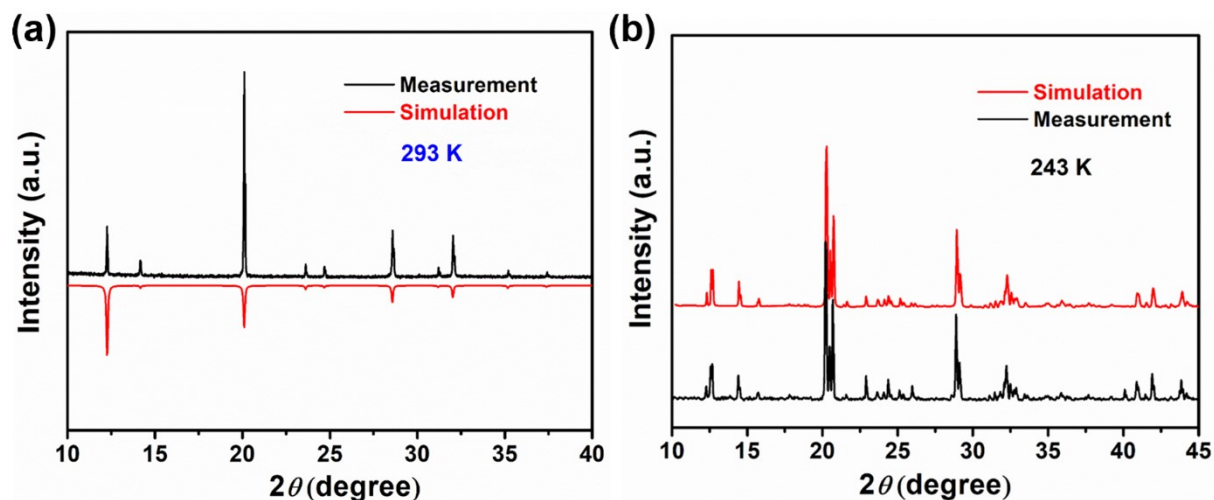 (a)
Intensity (a.u.)
Measurement
Simulation
293 K
10 15 20 25 30 35 40
2θ (degree)
(b)
Intensity (a.u.)
Simulation
Measurement
243 K
10 15 20 25 30 35 40 45
2θ (degree)